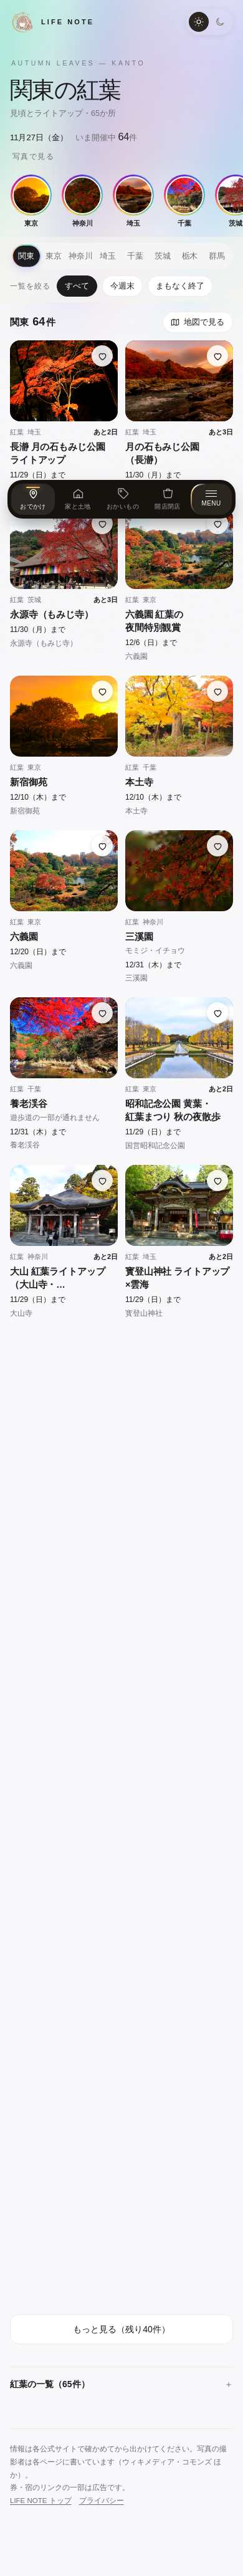 LIFE NOTE
AUTUMN LEAVES — KANTO
関東の紅葉
見頃とライトアップ・65か所
11月27日（金） いま開催中 64件
写真で見る
東京 神奈川 埼玉 千葉 茨城
関東 東京 神奈川 埼玉 千葉 茨城 栃木 群馬
一覧を絞る すべて 今週末 まもなく終了
関東 64件 地図で見る
紅葉 埼玉 あと2日
長瀞 月の石もみじ公園
ライトアップ
11/29（日）まで
紅葉 埼玉 あと3日
月の石もみじ公園
（長瀞）
11/30（月）まで
おでかけ 家と土地 おかいもの 開店閉店 MENU
紅葉 茨城 あと3日
永源寺（もみじ寺）
11/30（月）まで
永源寺（もみじ寺）
紅葉 東京
六義園 紅葉の
夜間特別観賞
12/6（日）まで
六義園
紅葉 東京
新宿御苑
12/10（木）まで
新宿御苑
紅葉 千葉
本土寺
12/10（木）まで
本土寺
紅葉 東京
六義園
12/20（日）まで
六義園
紅葉 神奈川
三溪園
モミジ・イチョウ
12/31（木）まで
三溪園
紅葉 千葉
養老渓谷
遊歩道の一部が通れません
12/31（木）まで
養老渓谷
紅葉 東京 あと2日
昭和記念公園 黄葉・
紅葉まつり 秋の夜散歩
11/29（日）まで
国営昭和記念公園
紅葉 神奈川 あと2日
大山 紅葉ライトアップ
（大山寺・…
11/29（日）まで
大山寺
紅葉 埼玉 あと2日
寳登山神社 ライトアップ
×雲海
11/29（日）まで
寳登山神社
もっと見る（残り40件）
紅葉の一覧（65件） +
情報は各公式サイトで確かめてから出かけてください。写真の撮
影者は各ページに書いています（ウィキメディア・コモンズ ほ
か）。
券・宿のリンクの一部は広告です。
LIFE NOTE トップ プライバシー